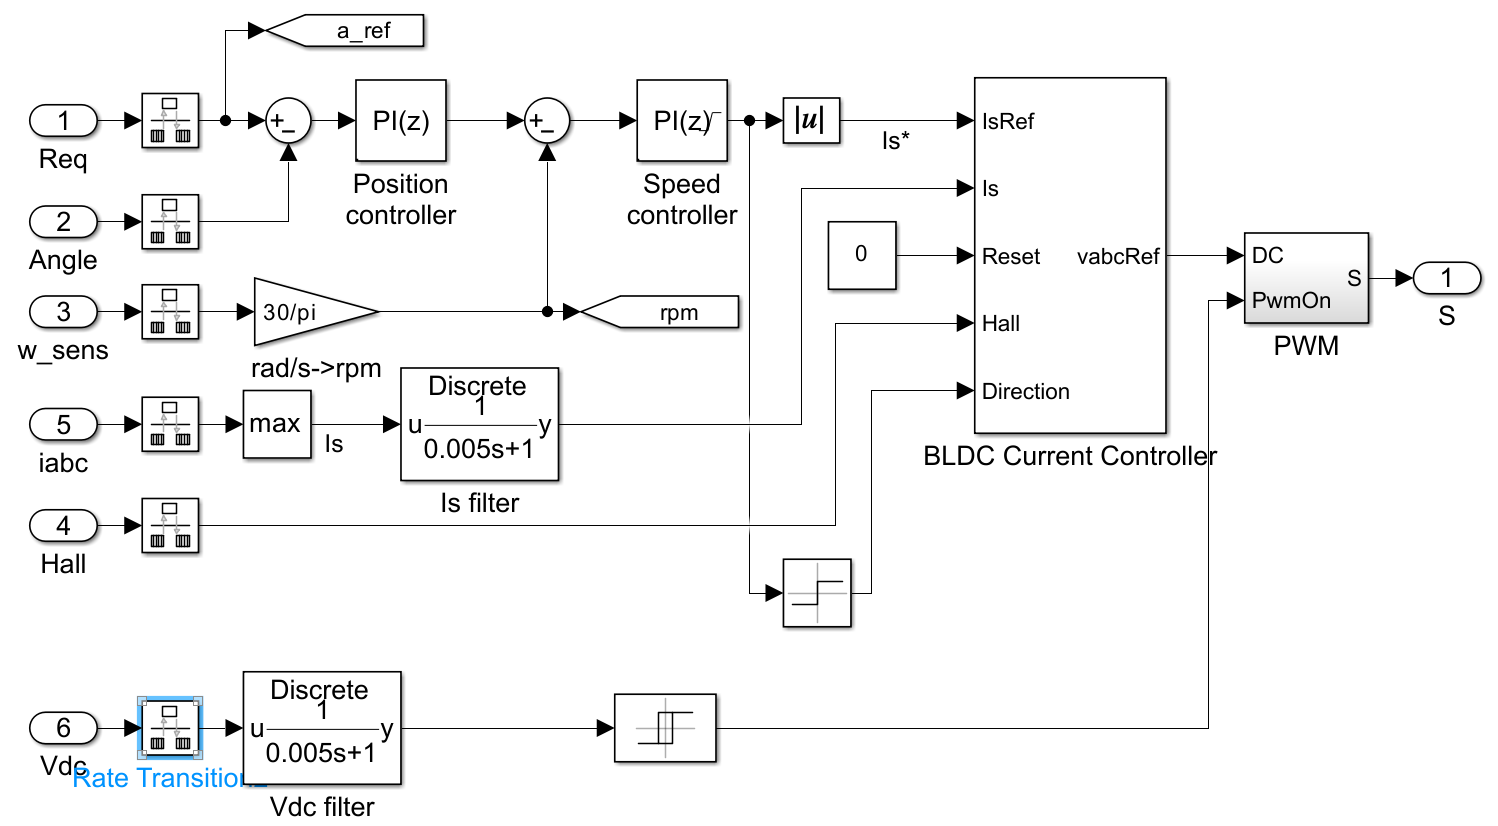 a_ref
1
Req
+
_
PI(z)
Position
controller
+
_
PI(z)
Speed
controller
|u|
Is*
IsRef
Is
Reset
Hall
Direction
vabcRef
BLDC Current Controller
0
DC
PwmOn
S
PWM
1
S
2
Angle
3
w_sens
30/pi
rad/s->rpm
rpm
5
iabc
max
Is
Discrete
1
u y
0.005s+1
Is filter
4
Hall
6
Vdc
Rate Transition
Discrete
1
u y
0.005s+1
Vdc filter